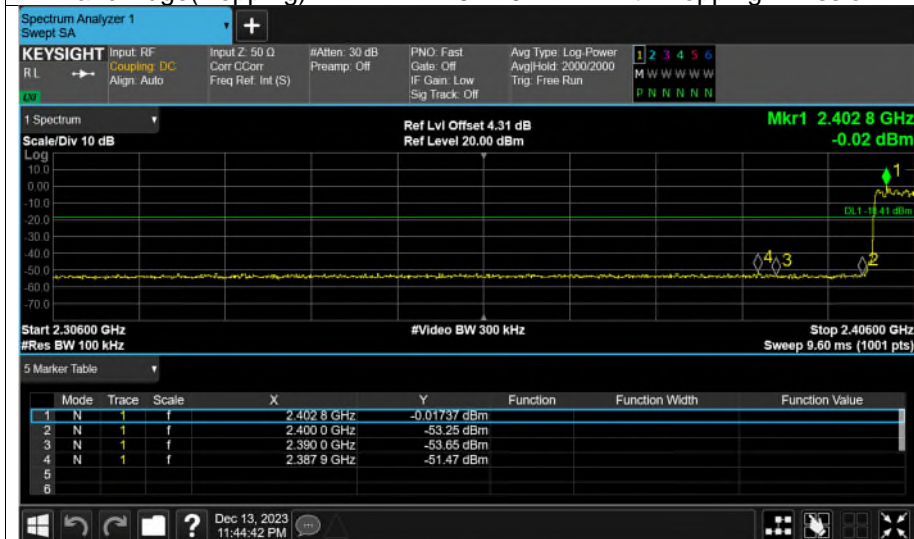 Spectrum Analyzer 1
Swept SA
+
KEYSIGHT Input: RF Input Z: 50 Ω #Atten: 30 dB PNO: Fast Avg Type: Log-Power 1 2 3 4 5 6
RL Coupling: DC Corr CCorr Preamp: Off Gate: Off Avg|Hold: 2000/2000 M W W W W W
Align: Auto Freq Ref: Int (S) IF Gain: Low Trig: Free Run
Sig Track: Off P N N N N N
1 Spectrum
Ref Lvl Offset 4.31 dB Mkr1 2.402 8 GHz
Scale/Div 10 dB Ref Level 20.00 dBm -0.02 dBm
Log
10.0
1
0.00
-10.0
DL1 -18.41 dBm
-20.0
-30.0
-40.0
4 3 2
-50.0
-60.0
-70.0
Start 2.30600 GHz #Video BW 300 kHz Stop 2.40600 GHz
#Res BW 100 kHz Sweep 9.60 ms (1001 pts)
5 Marker Table
Mode Trace Scale X Y Function Function Width Function Value
1 N 1 f 2.402 8 GHz -0.01737 dBm
2 N 1 f 2.400 0 GHz -53.25 dBm
3 N 1 f 2.390 0 GHz -53.65 dBm
4 N 1 f 2.387 9 GHz -51.47 dBm
5
6
? Dec 13, 2023
11:44:42 PM